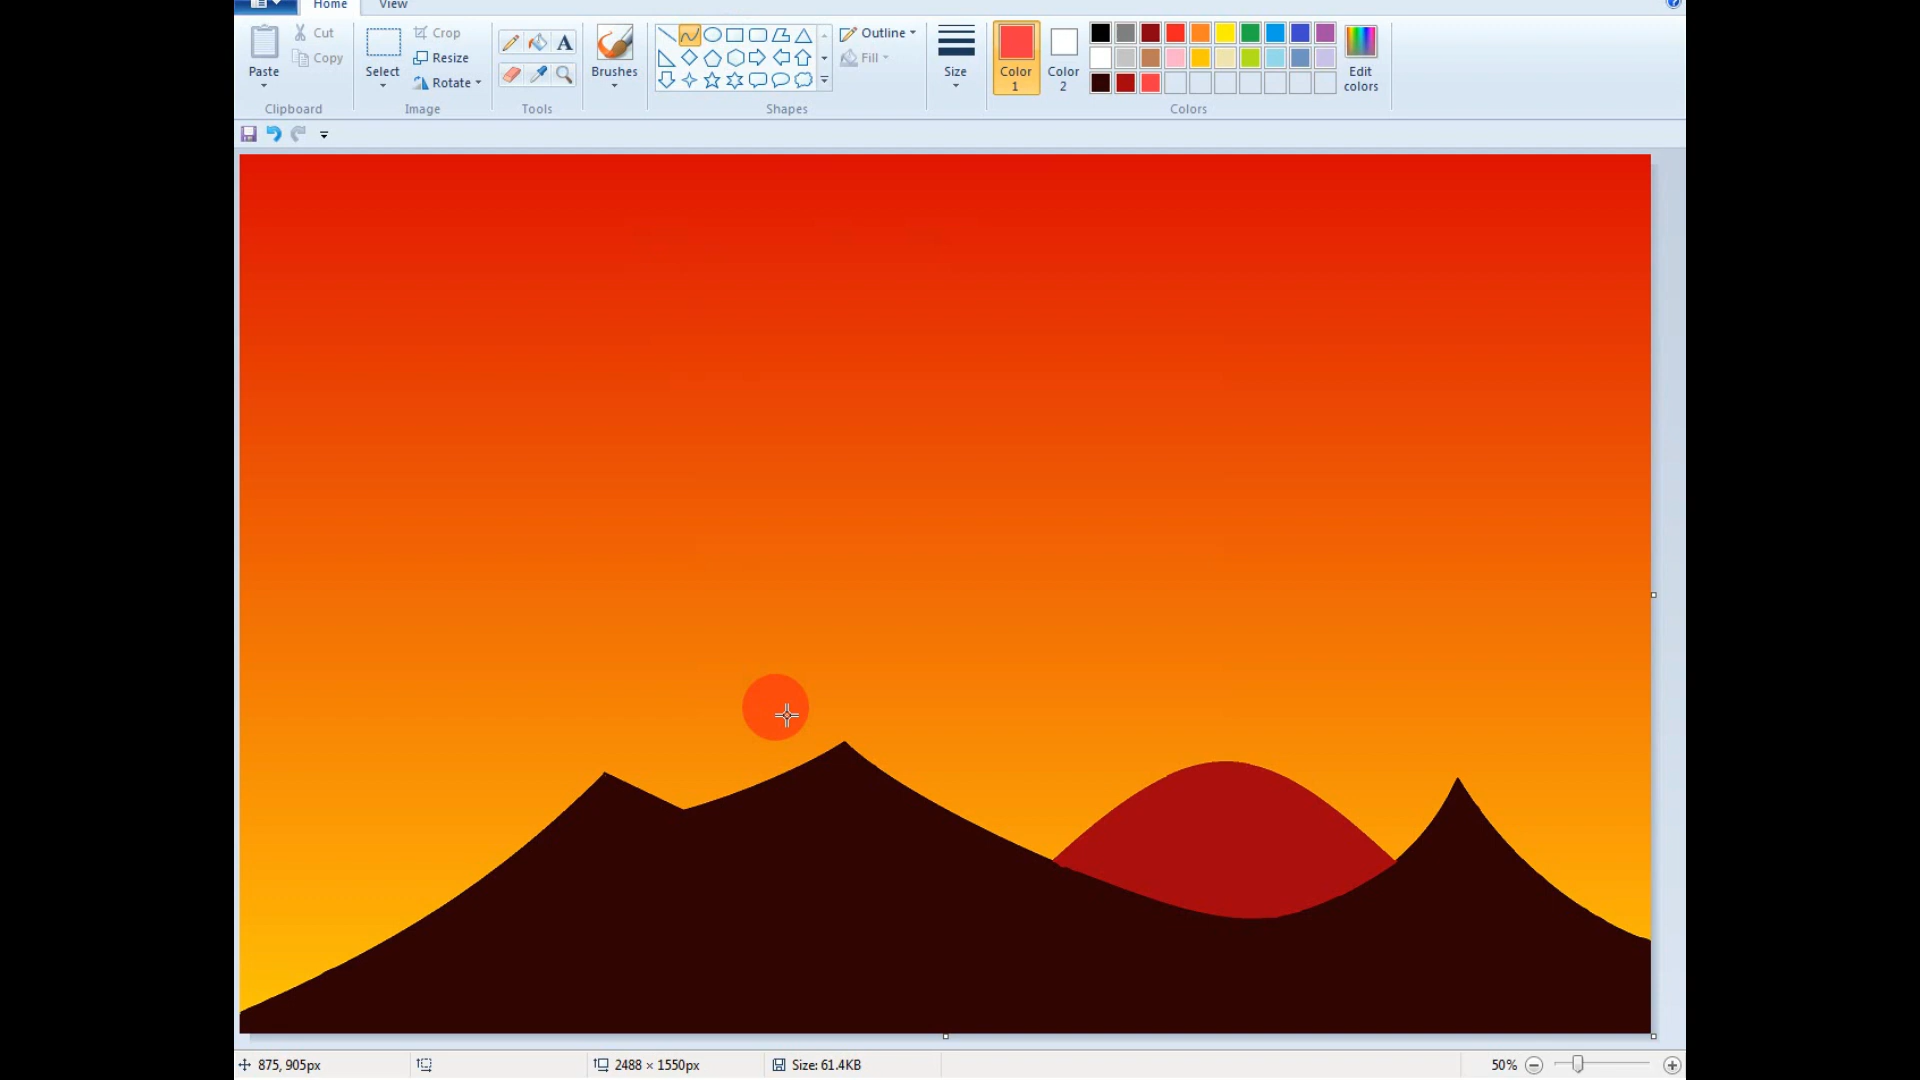 Home View
Paste
Cut
Copy
Clipboard
Select
Crop
Resize
Rotate
Image
A
Tools
Brushes
Outline
Fill
Shapes
Size
Color
1
Color
2
Edit
colors
Colors
875, 905px
2488 × 1550px
Size: 61.4KB
50%